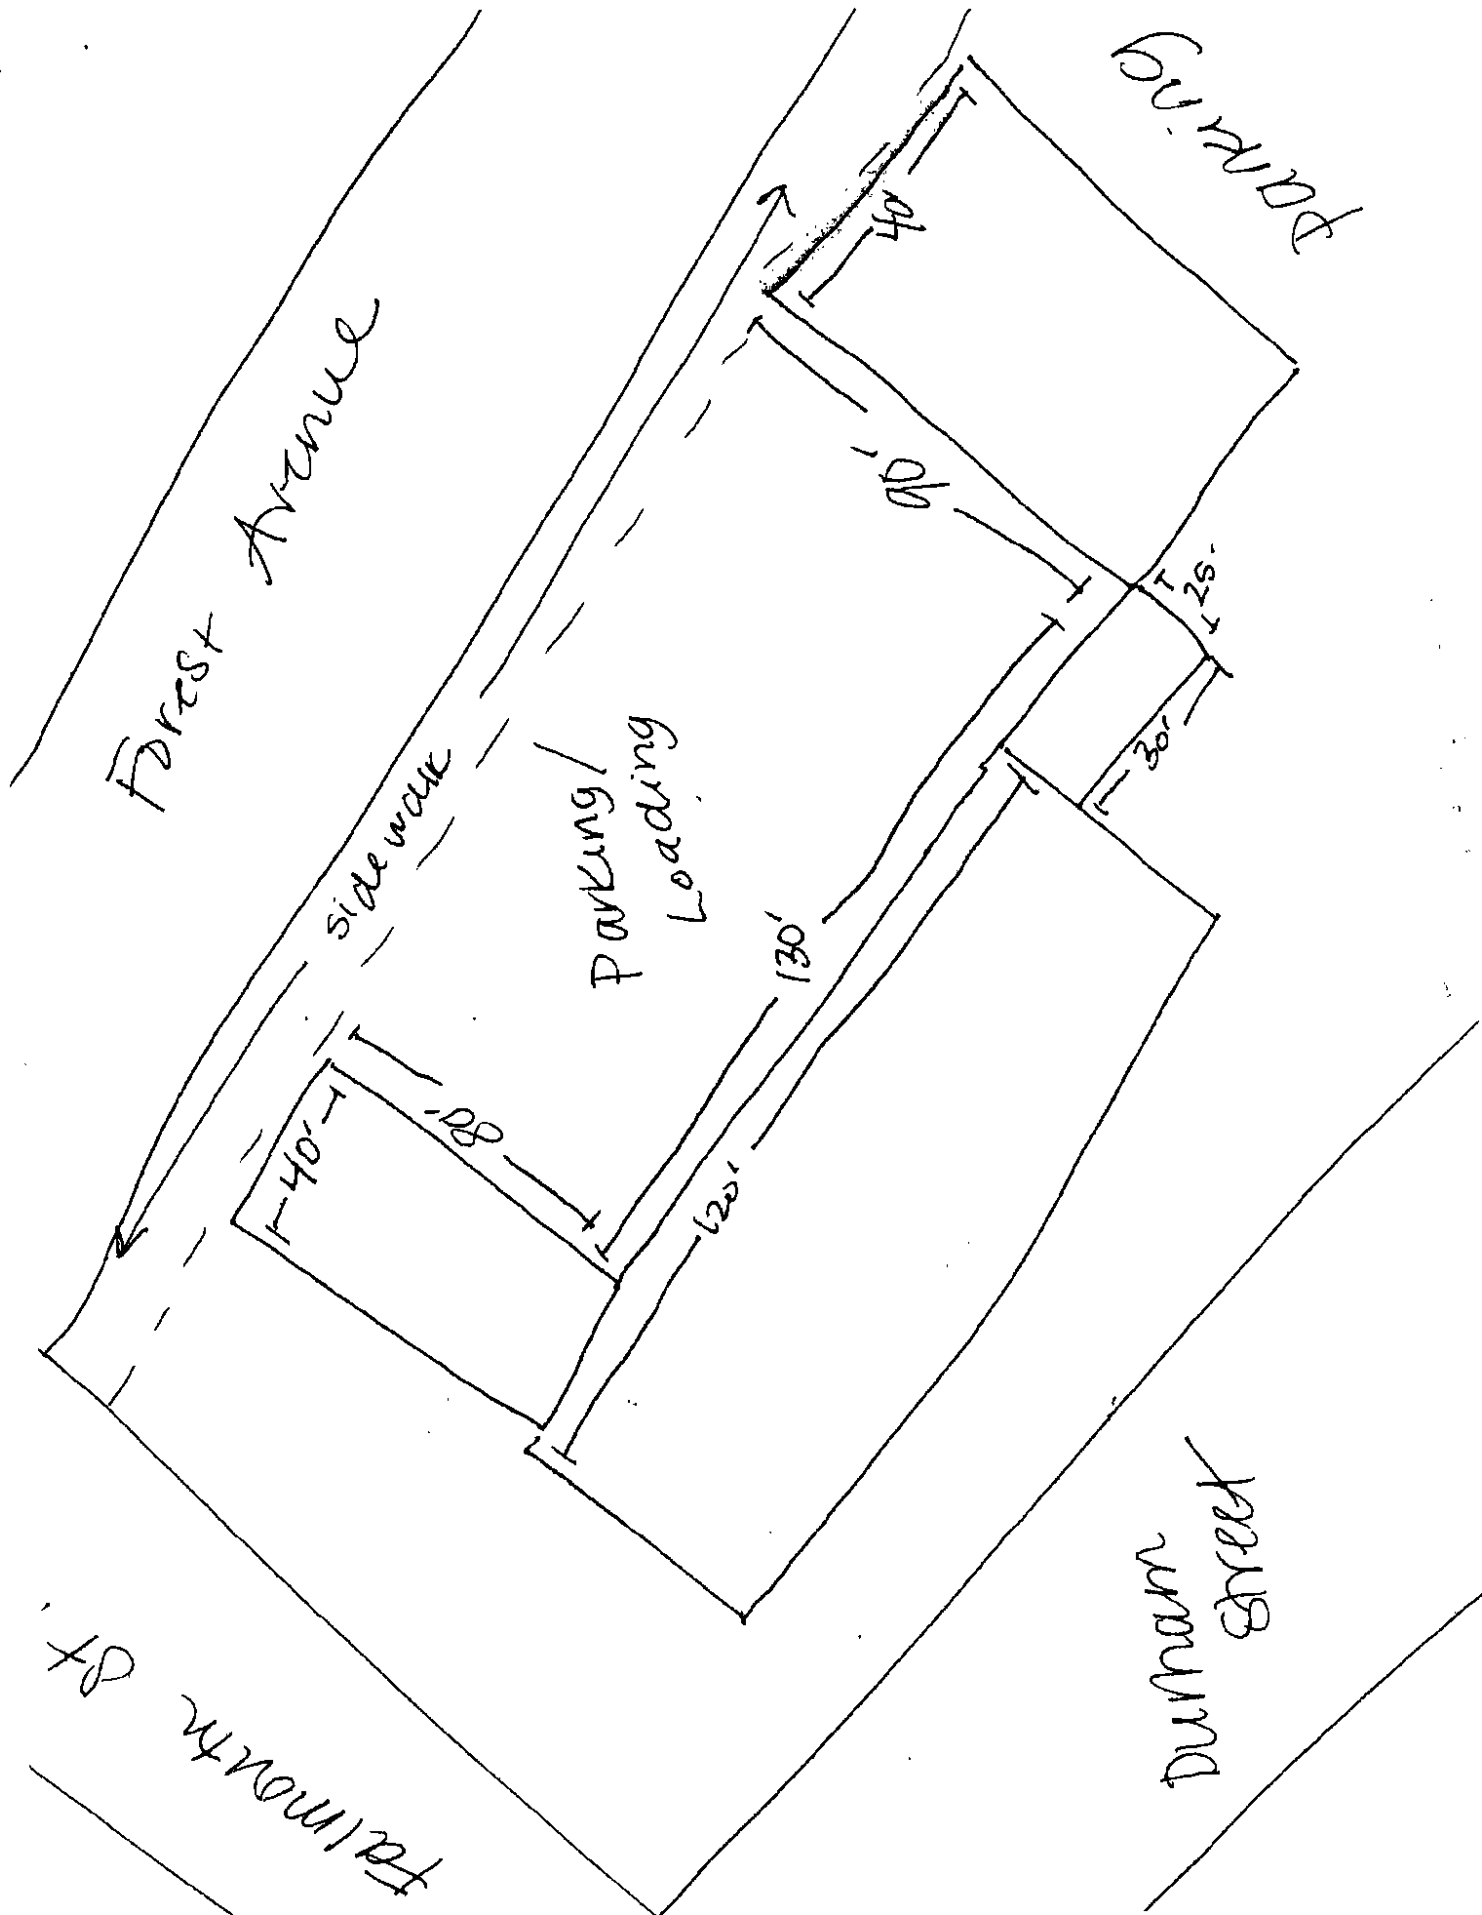 Parking
Forest Avenue
40'
90'
25'
30'
sidewalk
Parking/
Loading
130'
80'
40'
120'
Durham
Street
Falmouth St.